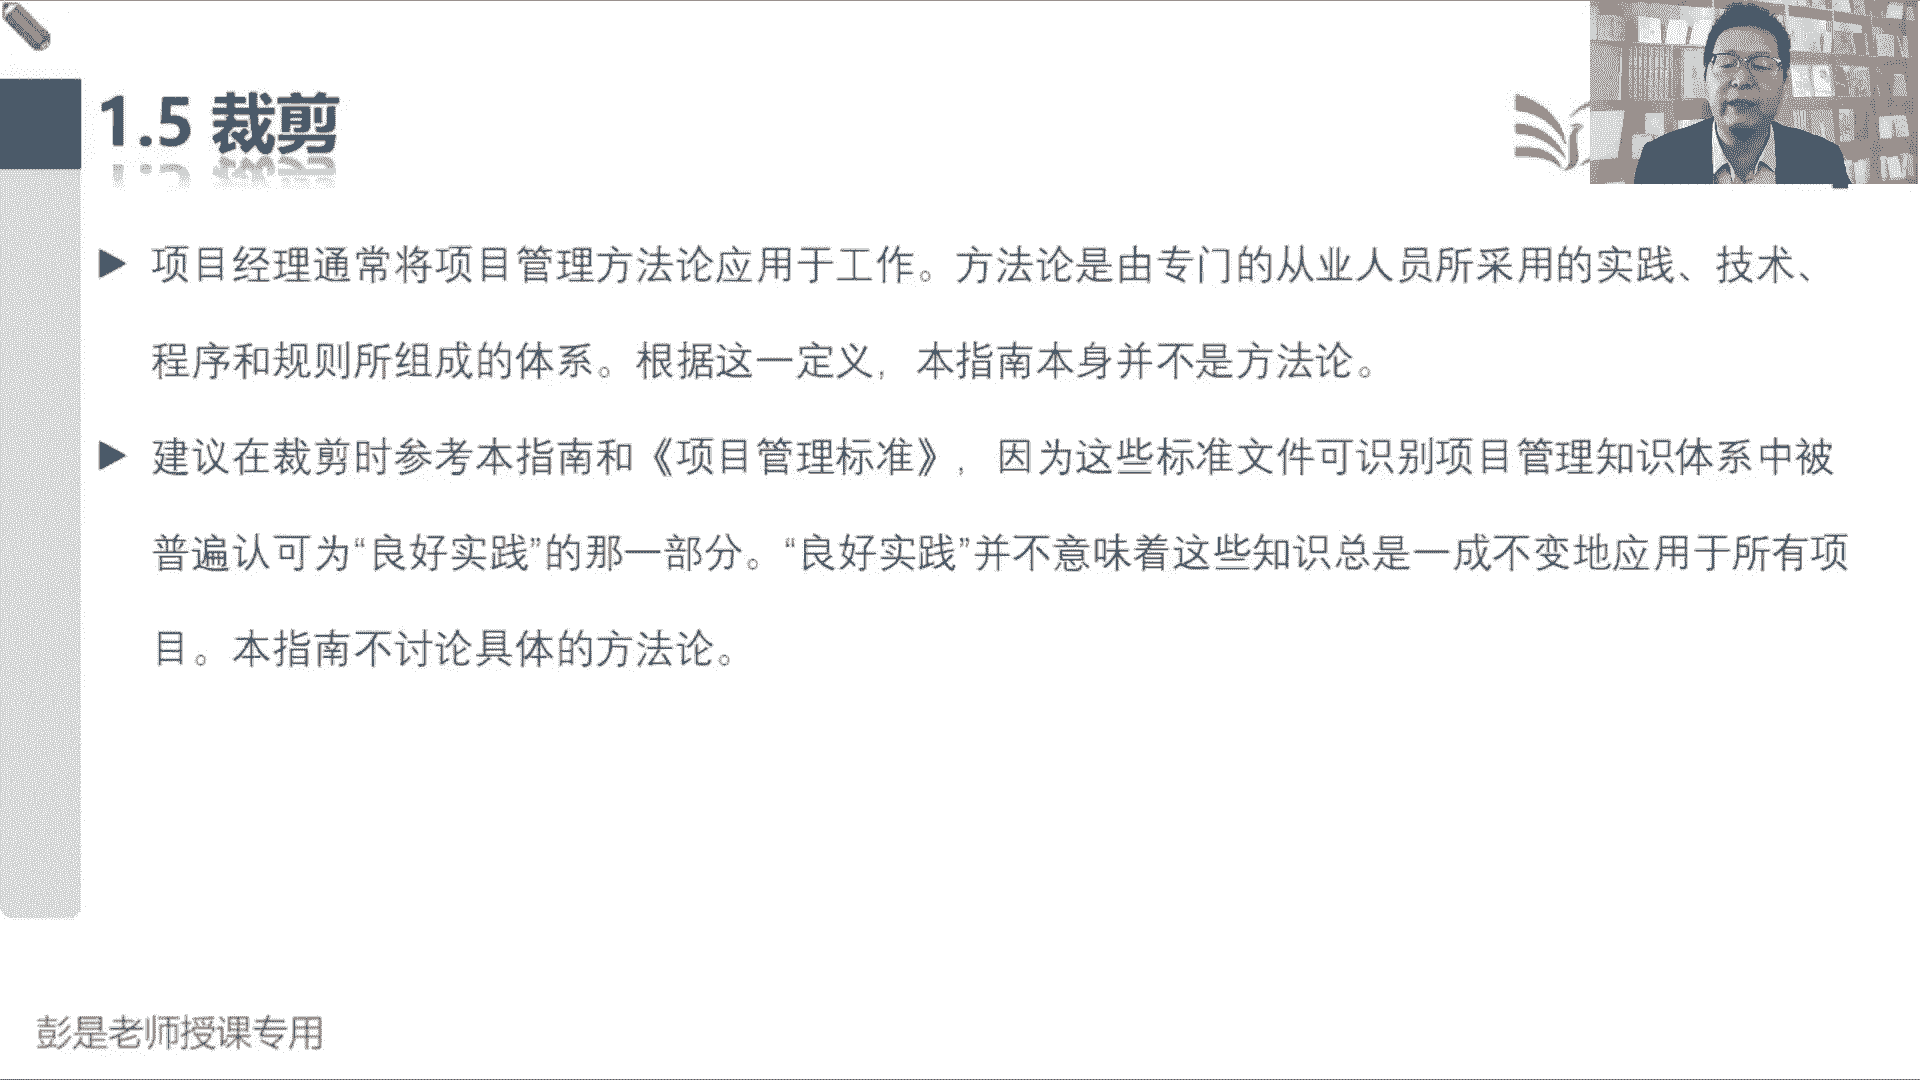 1.5 裁剪
▶ 项目经理通常将项目管理方法论应用于工作。方法论是由专门的从业人员所采用的实践、技术、
程序和规则所组成的体系。根据这一定义，本指南本身并不是方法论。
▶ 建议在裁剪时参考本指南和《项目管理标准》，因为这些标准文件可识别项目管理知识体系中被
普遍认可为“良好实践”的那一部分。“良好实践”并不意味着这些知识总是一成不变地应用于所有项
目。本指南不讨论具体的方法论。
彭是老师授课专用